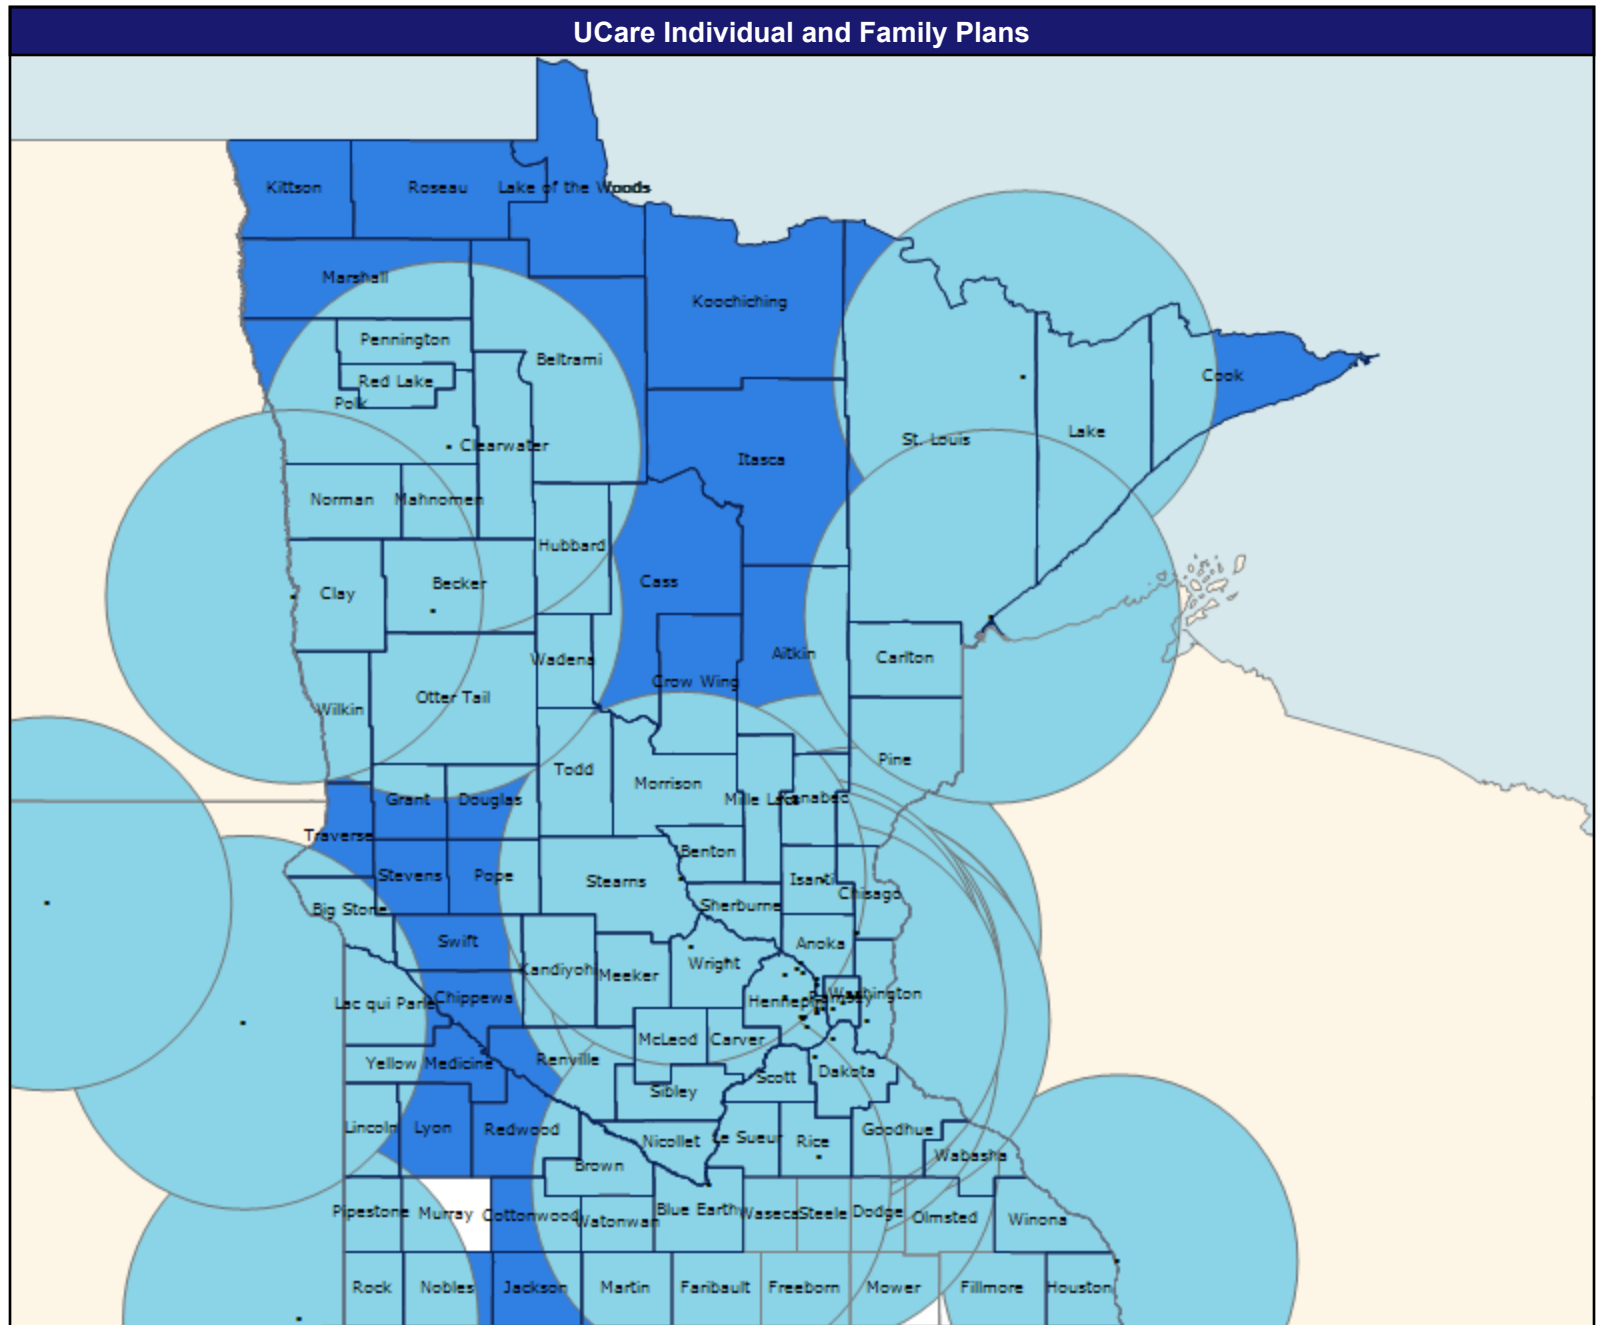 UCare Individual and Family Plans
Kittson
Roseau
Lake of the Woods
Marshall
Koochiching
Pennington
Beltrami
Red Lake
Polk
Cook
Clearwater
St. Louis
Lake
Itasca
Norman
Mahnomen
Hubbard
Clay
Becker
Cass
Wadena
Aitkin
Carlton
Crow Wing
Otter Tail
Wilkin
Pine
Todd
Morrison
Grant
Douglas
Mille Lacs
Kanabec
Traverse
Benton
Stevens
Pope
Stearns
Isanti
Chisago
Big Stone
Sherburne
Swift
Anoka
Kandiyohi
Meeker
Wright
Lac qui Parle
Chippewa
Hennepin
Ramsey
Washington
McLeod
Carver
Yellow Medicine
Renville
Scott
Dakota
Sibley
Lincoln
Lyon
Redwood
Nicollet
Le Sueur
Rice
Goodhue
Brown
Wabasha
Pipestone
Murray
Cottonwood
Watonwan
Blue Earth
Waseca
Steele
Dodge
Olmsted
Winona
Rock
Nobles
Jackson
Martin
Faribault
Freeborn
Mower
Fillmore
Houston